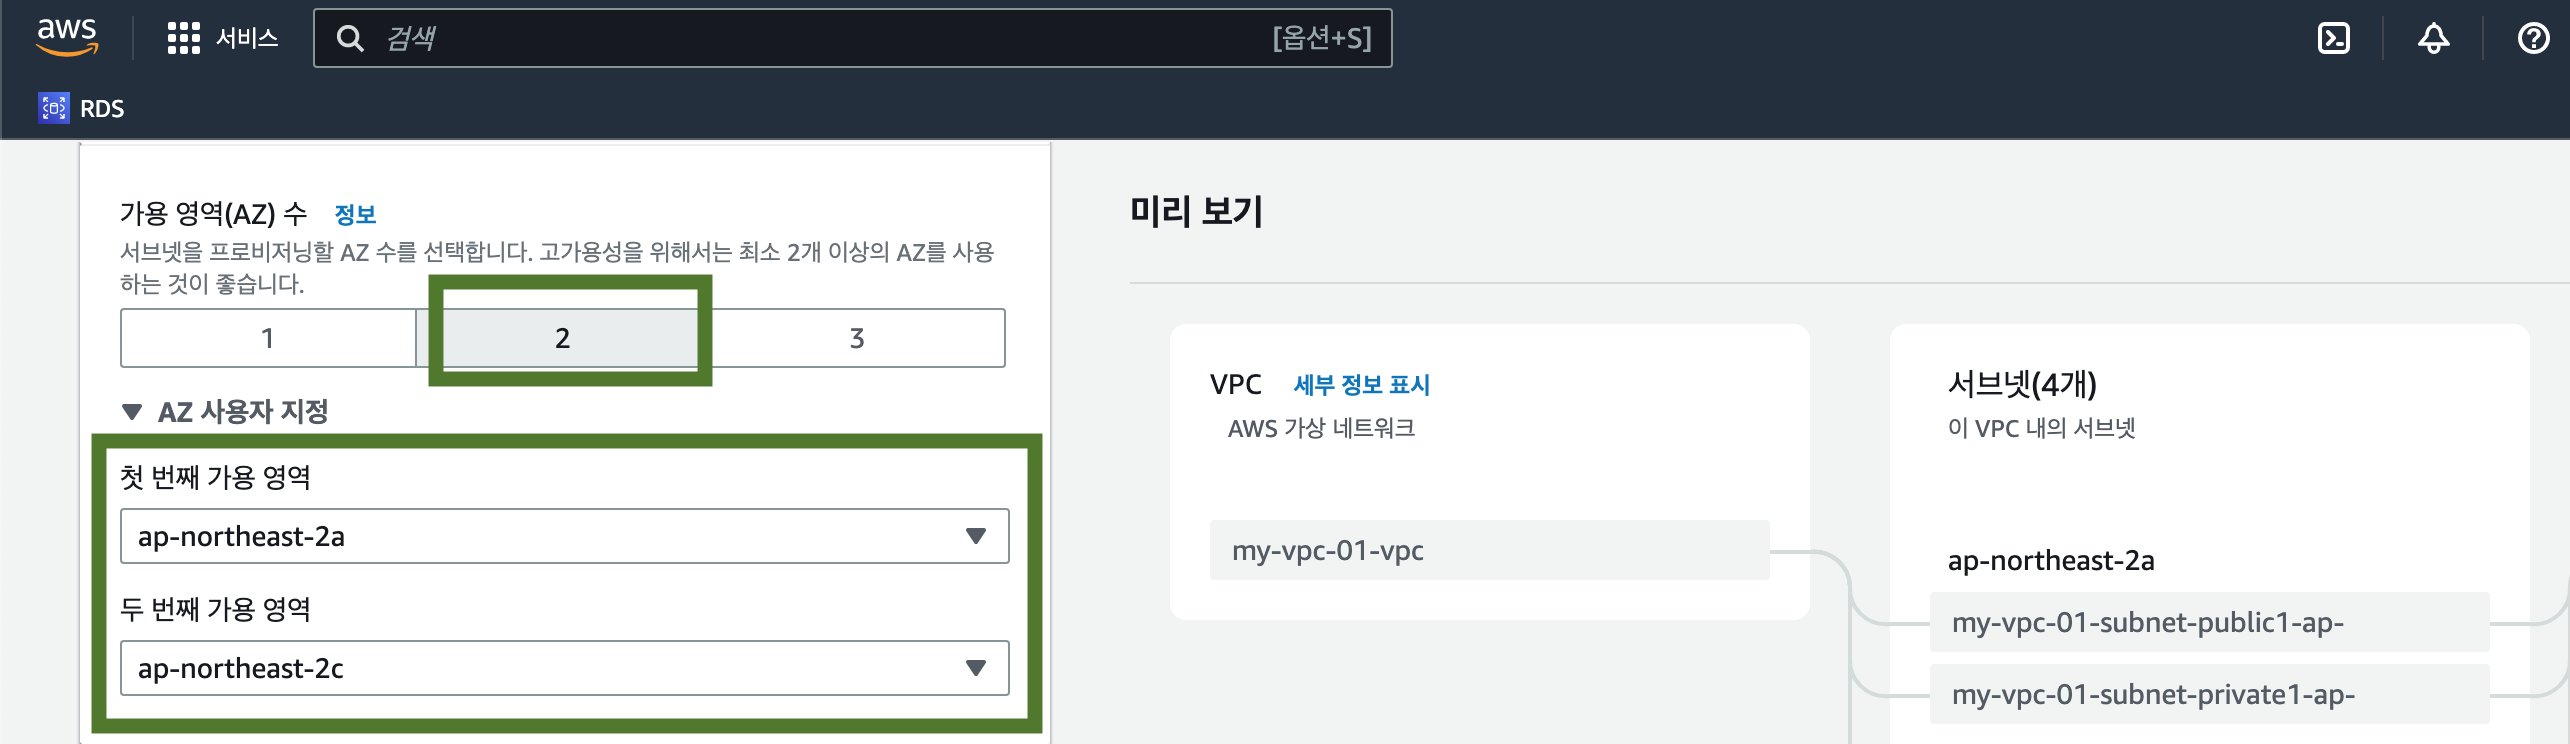 aws
서비스
검색
[옵션+S]
RDS
가용 영역(AZ) 수 정보
서브넷을 프로비저닝할 AZ 수를 선택합니다. 고가용성을 위해서는 최소 2개 이상의 AZ를 사용
하는 것이 좋습니다.
1
2
3
▼ AZ 사용자 지정
첫 번째 가용 영역
ap-northeast-2a
두 번째 가용 영역
ap-northeast-2c
미리 보기
VPC 세부 정보 표시
AWS 가상 네트워크
my-vpc-01-vpc
서브넷(4개)
이 VPC 내의 서브넷
ap-northeast-2a
my-vpc-01-subnet-public1-ap-
my-vpc-01-subnet-private1-ap-